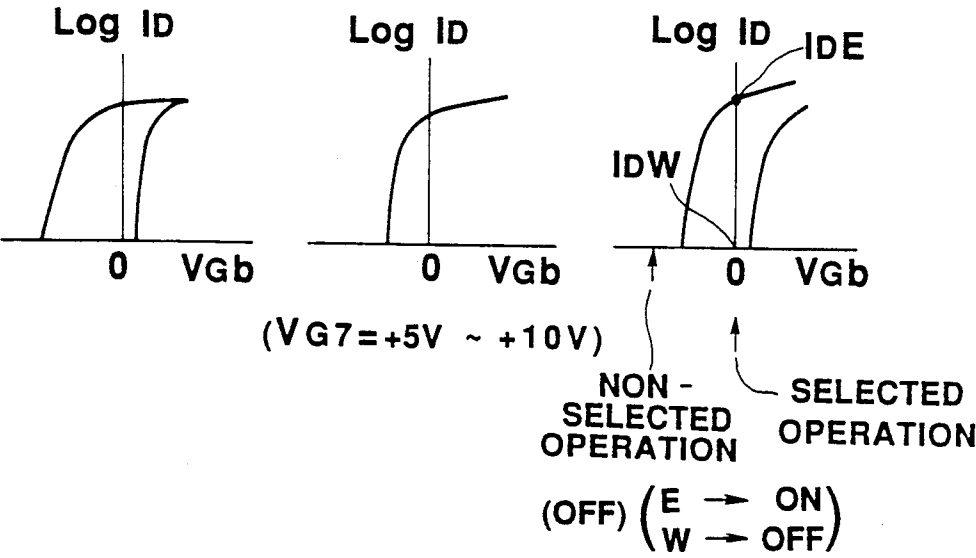 Log ID
Log ID
Log ID
IDE
IDW
0 VGb
0 VGb
0 VGb
(VG7=+5V ~ +10V)
NON-
SELECTED
OPERATION
SELECTED
OPERATION
(OFF) (E → ON
W → OFF)